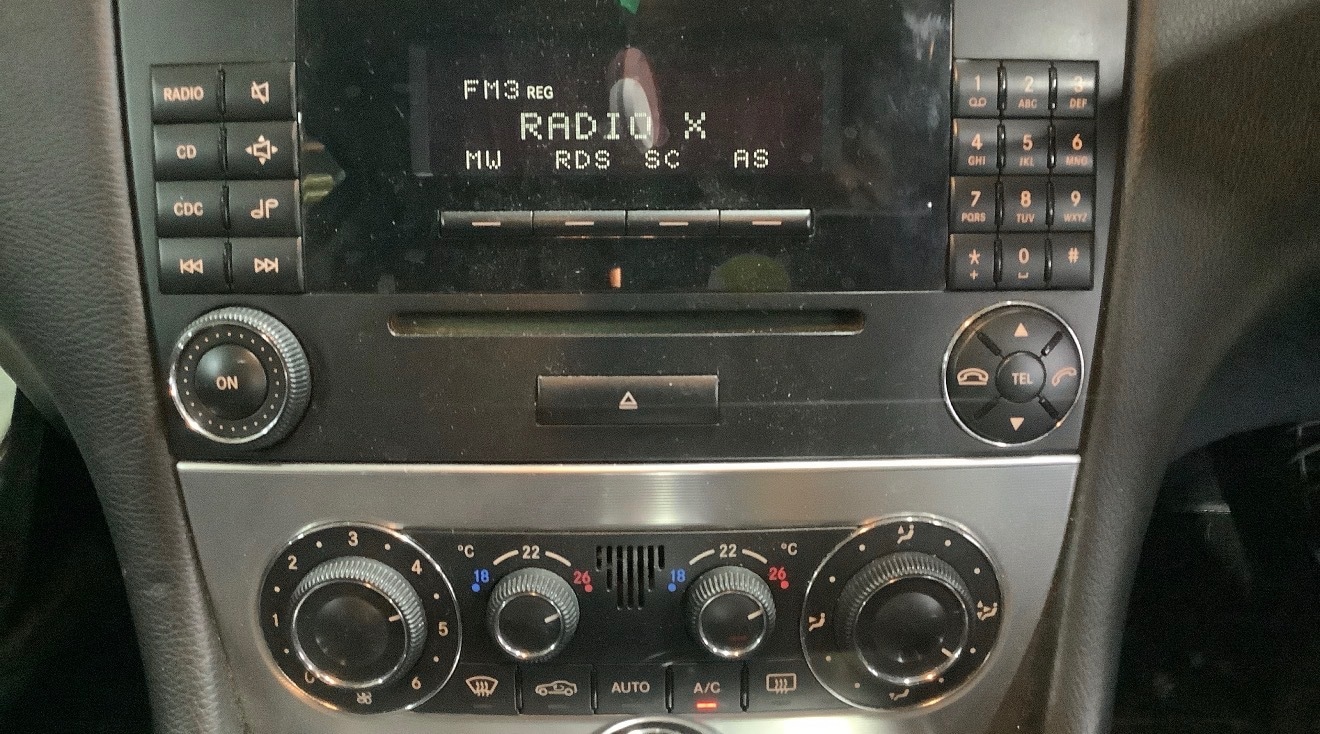 FM3 REG
RADIO X
MW RDS SC AS
RADIO
CD
CDC
ON
1 2 3
ABC DEF
4 5 6
GHI JKL MNO
7 8 9
PQRS TUV WXYZ
* 0 #
+
TEL
0 1 2 3 4 5 6
°C 18 22 26
18 22 26 °C
AUTO A/C